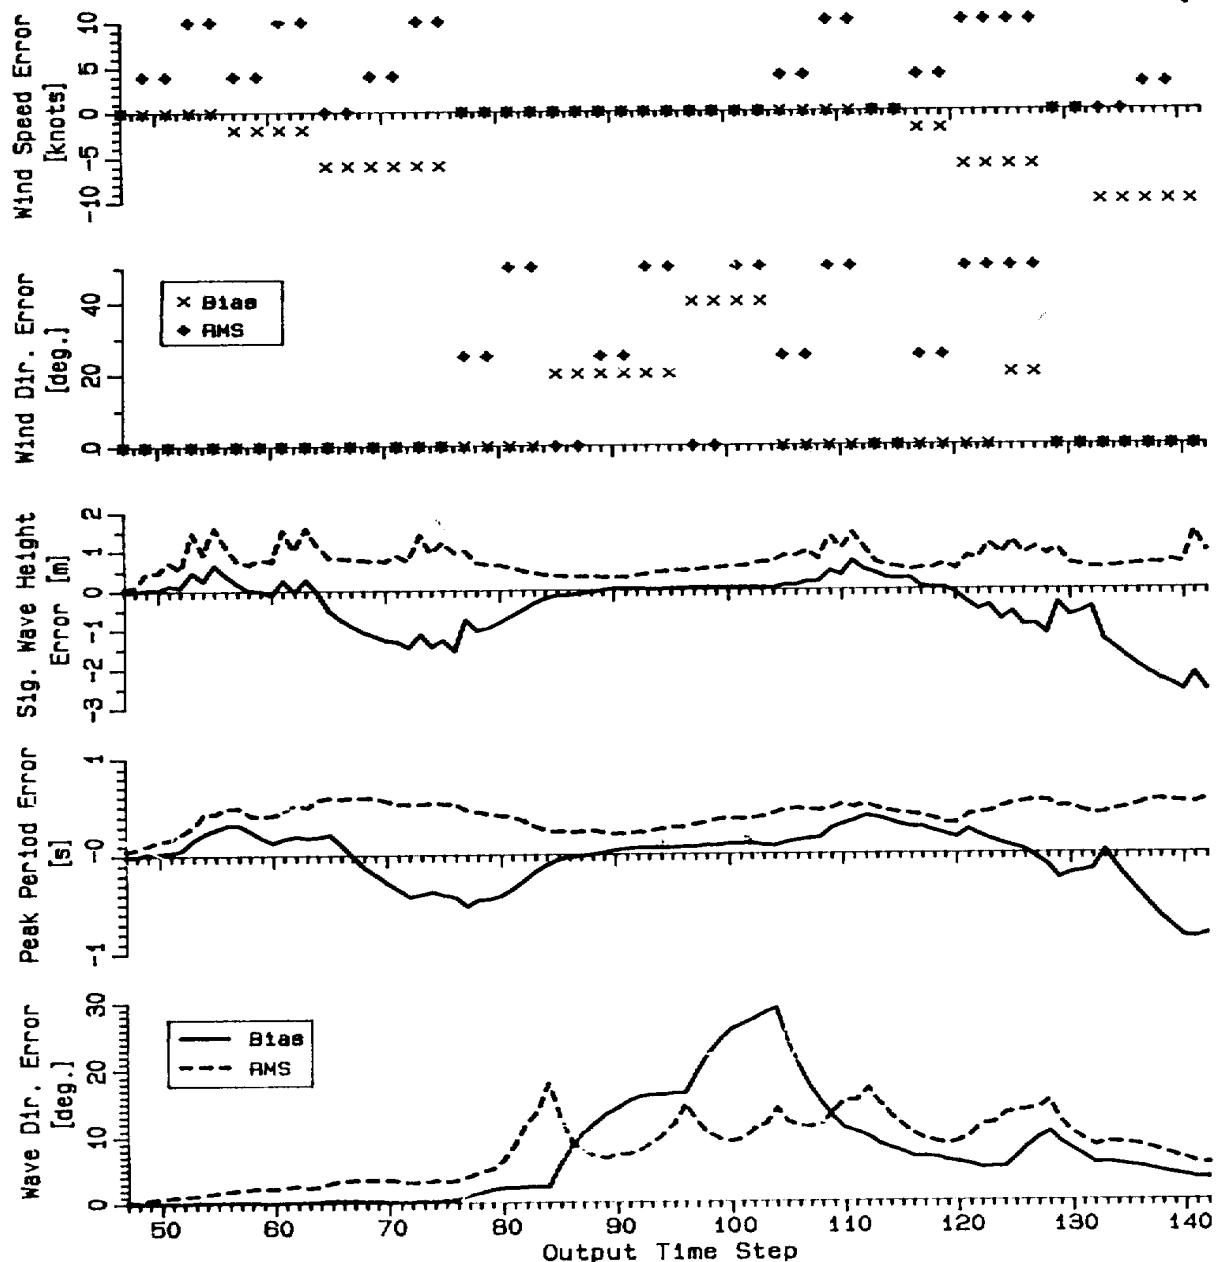 Wind Speed Error
[knots]
10
5
0
-5
-10
Wind Dir. Error
[deg.]
40
20
0
× Bias
◆ RMS
Sig. Wave Height
Error
[m]
2
1
0
-1
-2
-3
Peak Period Error
[s]
1
-0
-1
Wave Dir. Error
[deg.]
30
20
10
0
Bias
RMS
50 60 70 80 90 100 110 120 130 140
Output Time Step